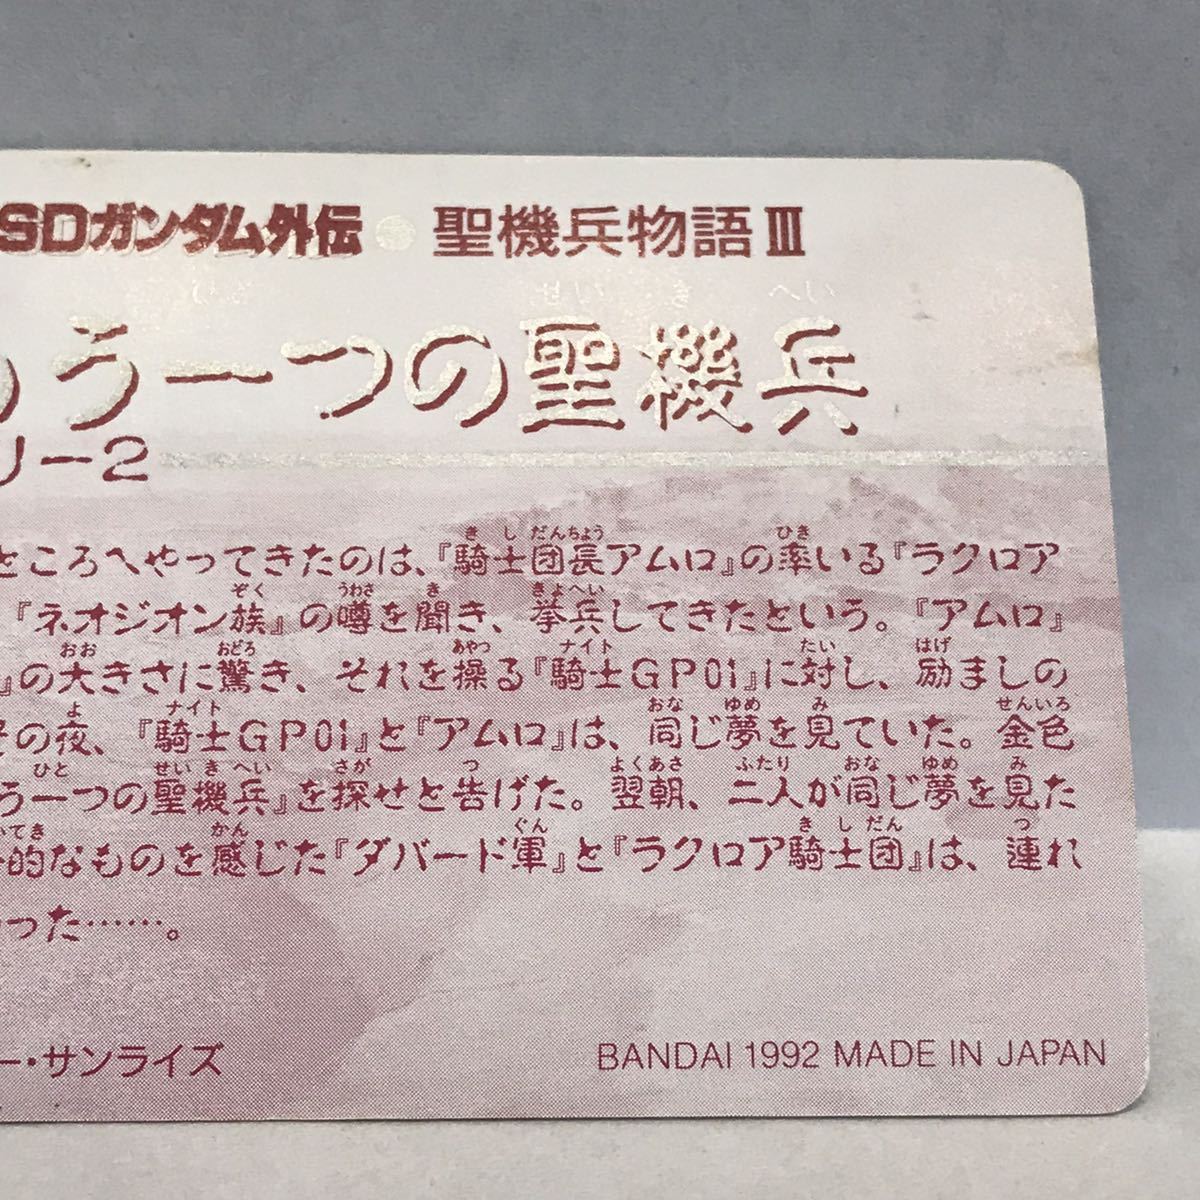 SDガンダム外伝●聖機兵物語Ⅲ
う一つの聖機兵
リー2
ところへやってきたのは、『騎士団長アムロ』の率いる『ラクロア
『ネオジオン族』の噂を聞き、挙兵してきたという。『アムロ』
』の大きさに驚き、それを操る『騎士GP01』に対し、励ましの
その夜、『騎士GP01』と『アムロ』は、同じ夢を見ていた。金色
う一つの聖機兵』を探せと告げた。翌朝、二人が同じ夢を見た
的なものを感じた『ダバード軍』と『ラクロア騎士団』は、連れ
った……。
ー・サンライズ
BANDAI 1992 MADE IN JAPAN